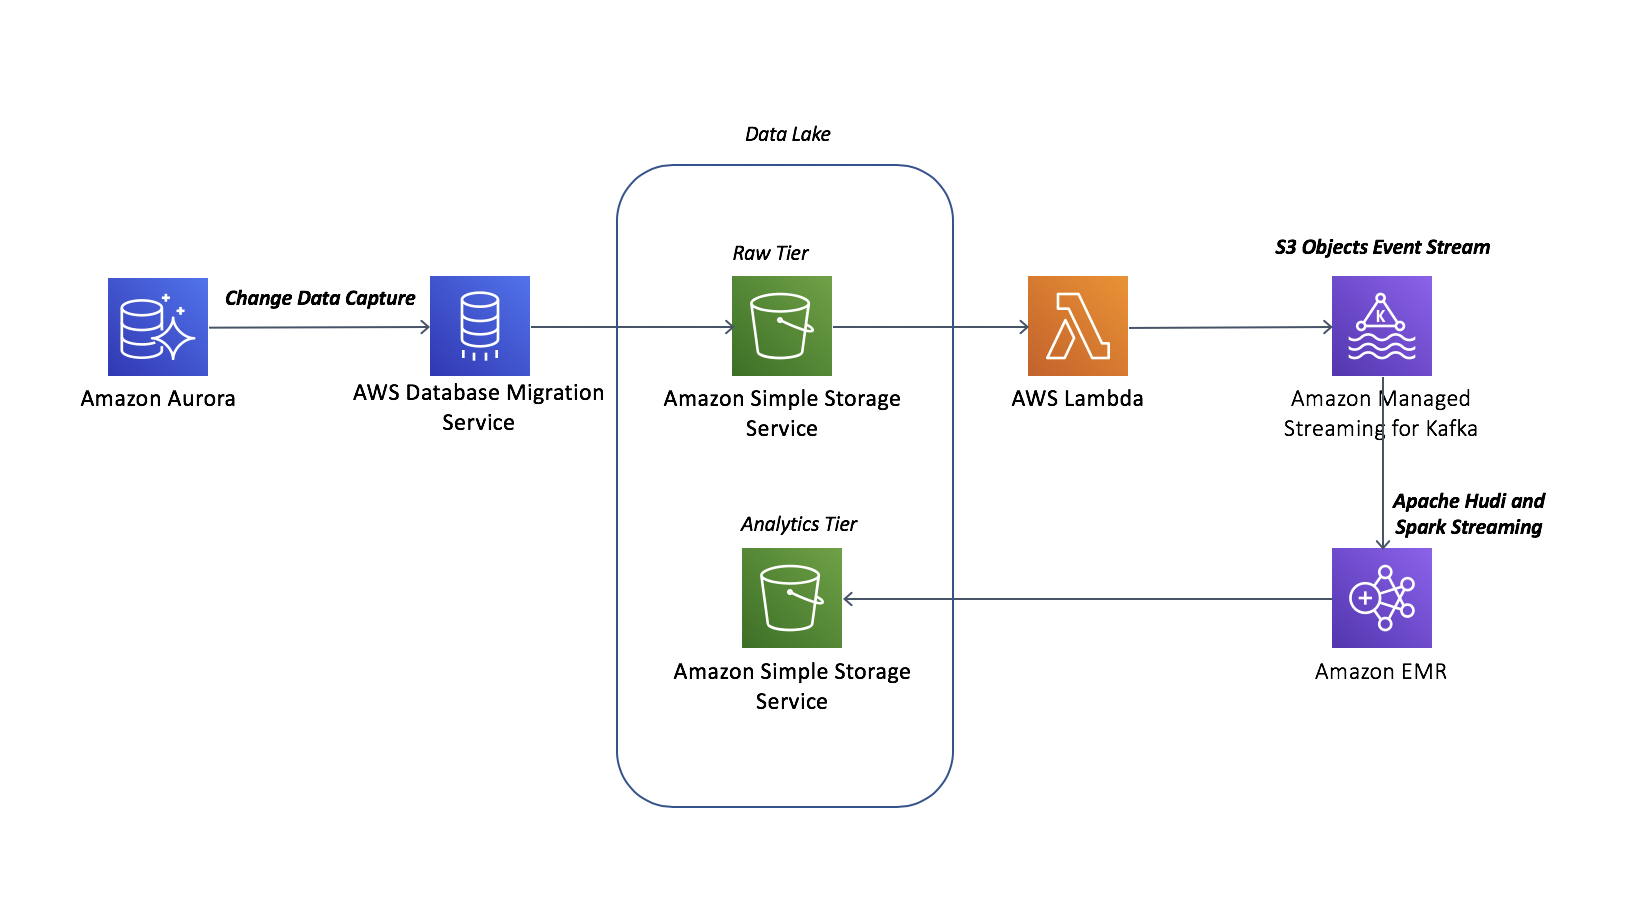 Data Lake
Raw Tier
S3 Objects Event Stream
Change Data Capture
K
Amazon Aurora
AWS Database Migration
Service
Amazon Simple Storage
Service
AWS Lambda
Amazon Managed
Streaming for Kafka
Apache Hudi and
Spark Streaming
Analytics Tier
Amazon Simple Storage
Service
Amazon EMR